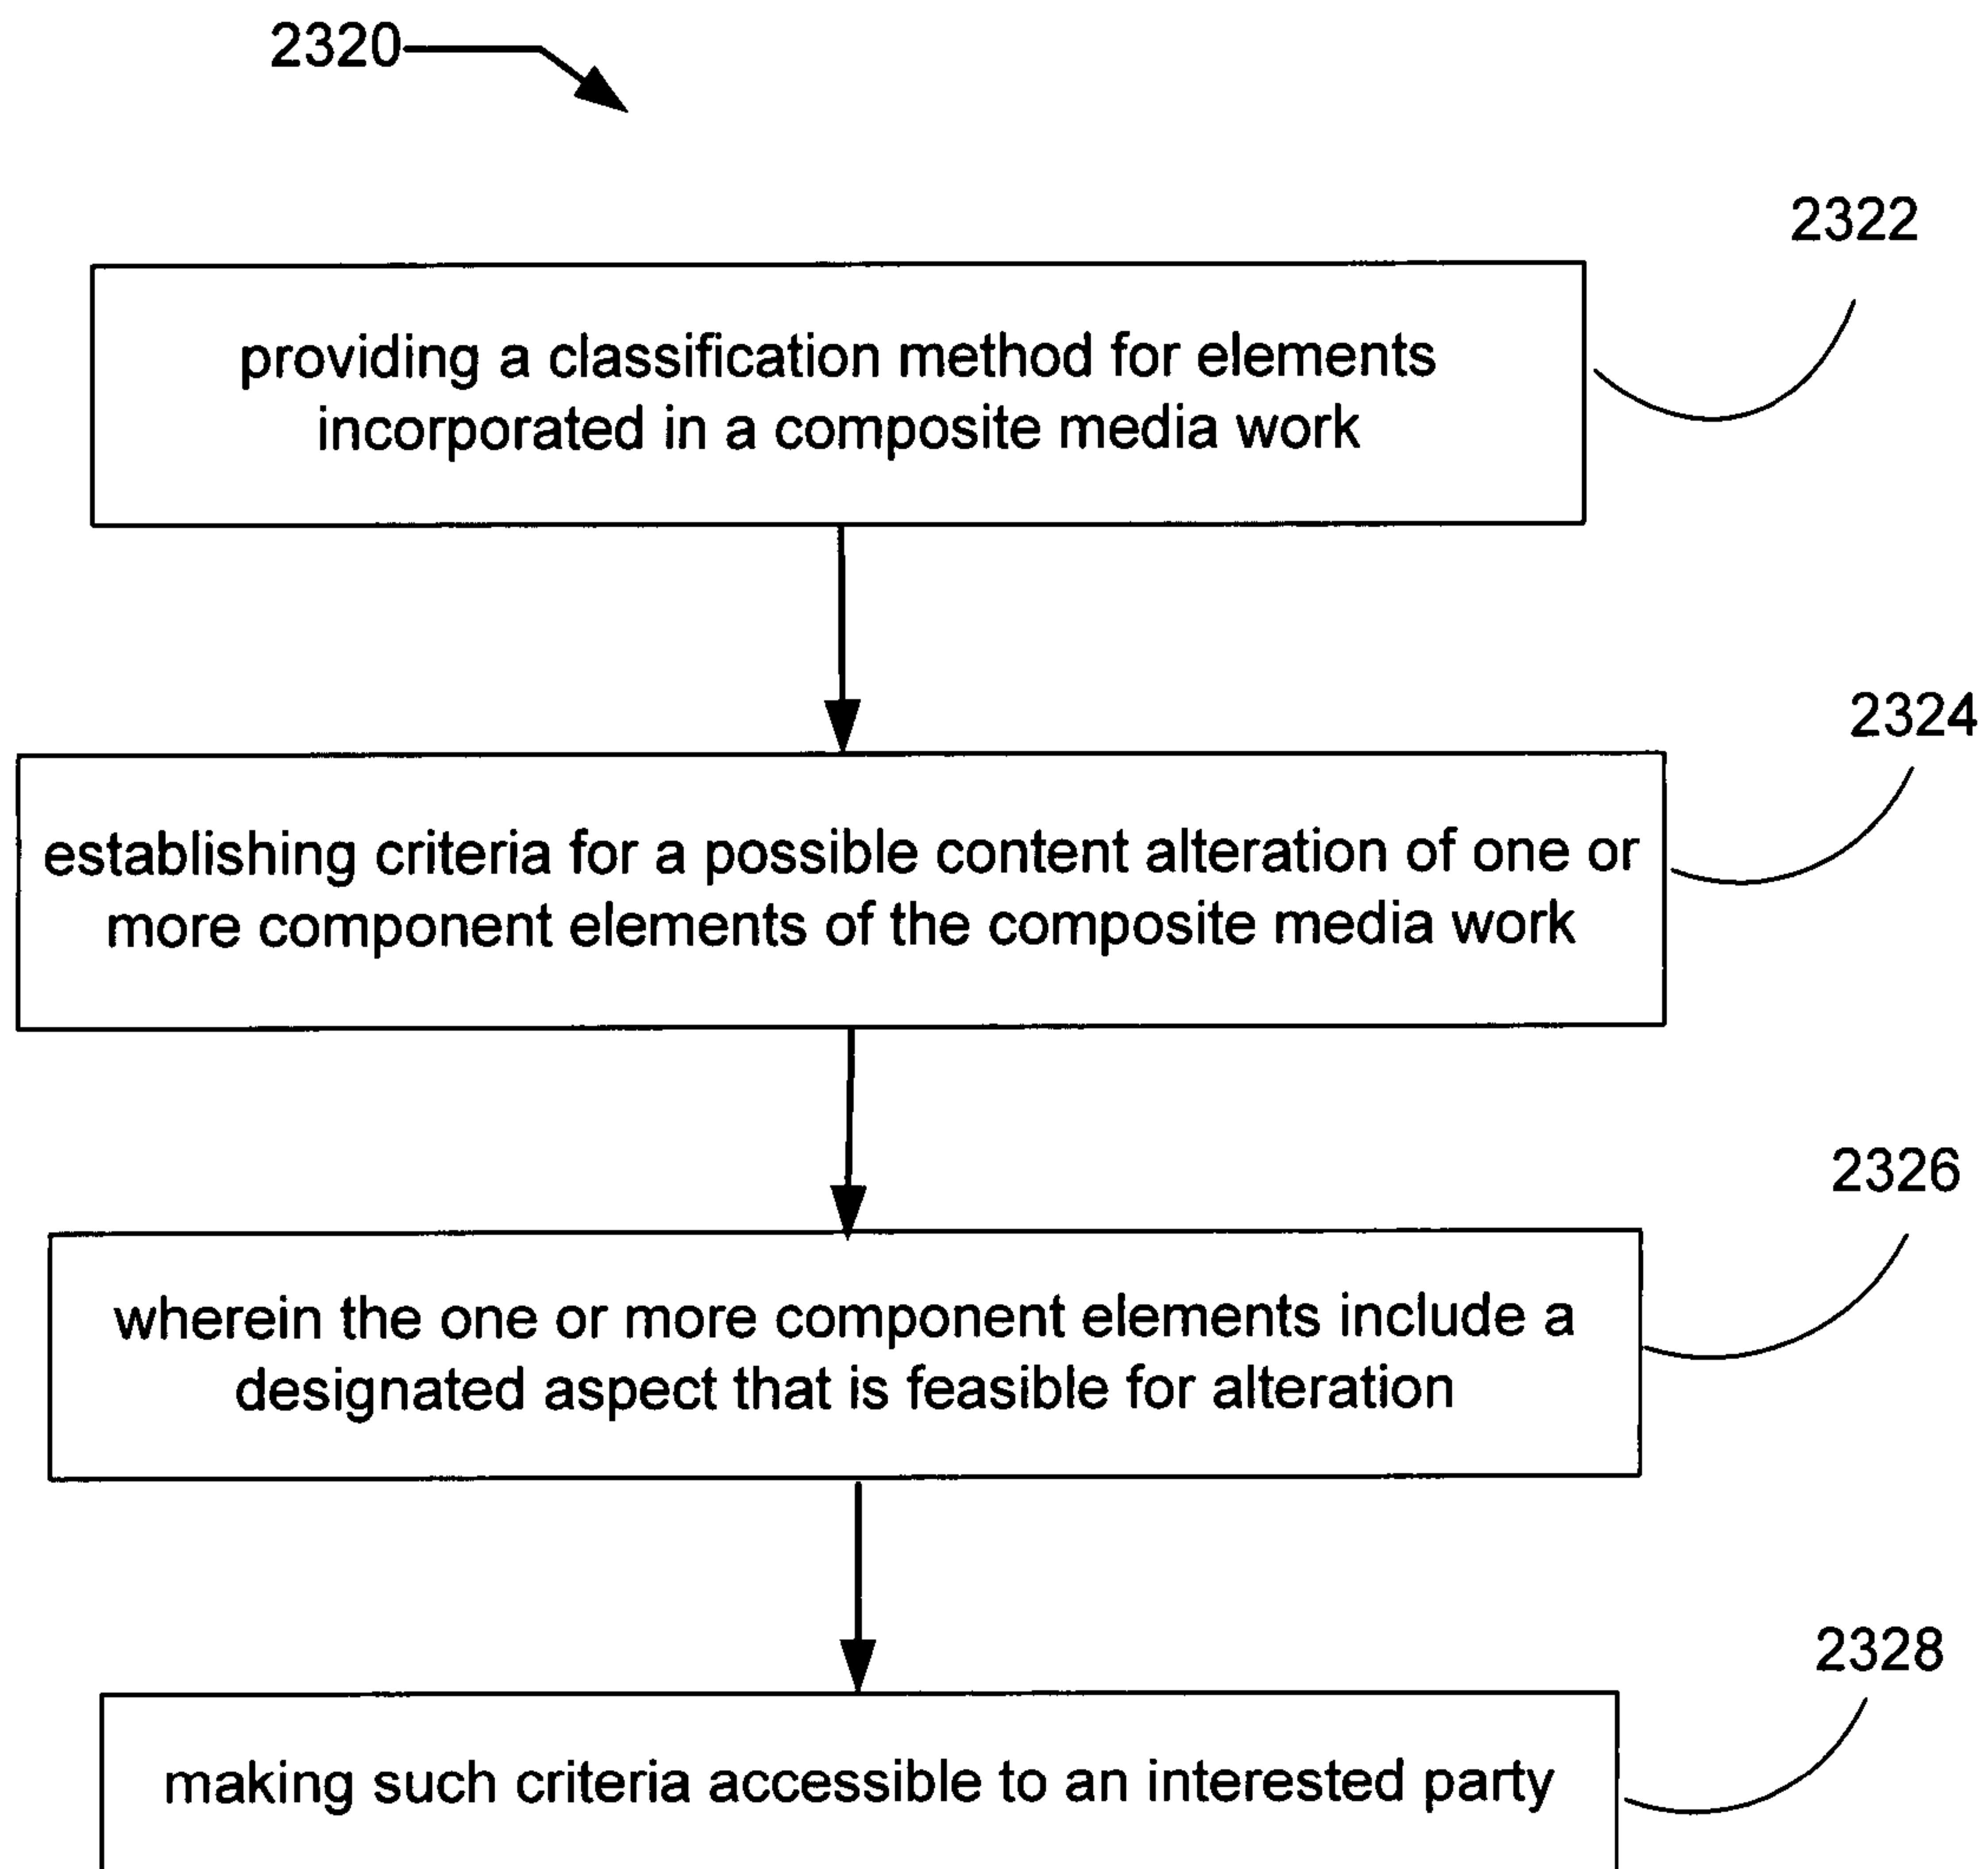 2320
2322
providing a classification method for elements
incorporated in a composite media work
2324
establishing criteria for a possible content alteration of one or
more component elements of the composite media work
2326
wherein the one or more component elements include a
designated aspect that is feasible for alteration
2328
making such criteria accessible to an interested party